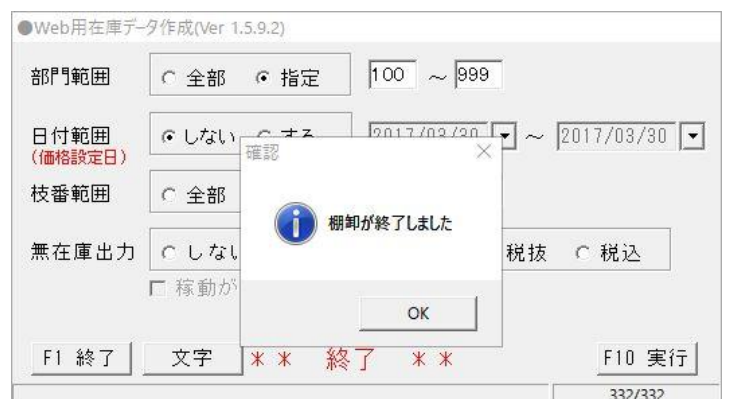 ●Web用在庫データ作成(Ver 1.5.9.2)
部門範囲 全部 指定 100 ～ 999
日付範囲 しない する 2017/03/30 ～ 2017/03/30
(価格設定日)
確認
枝番範囲 全部
棚卸が終了しました
無在庫出力 しない 税抜 税込
稼動が
OK
F1 終了 文字 ** 終了 ** F10 実行
332/332